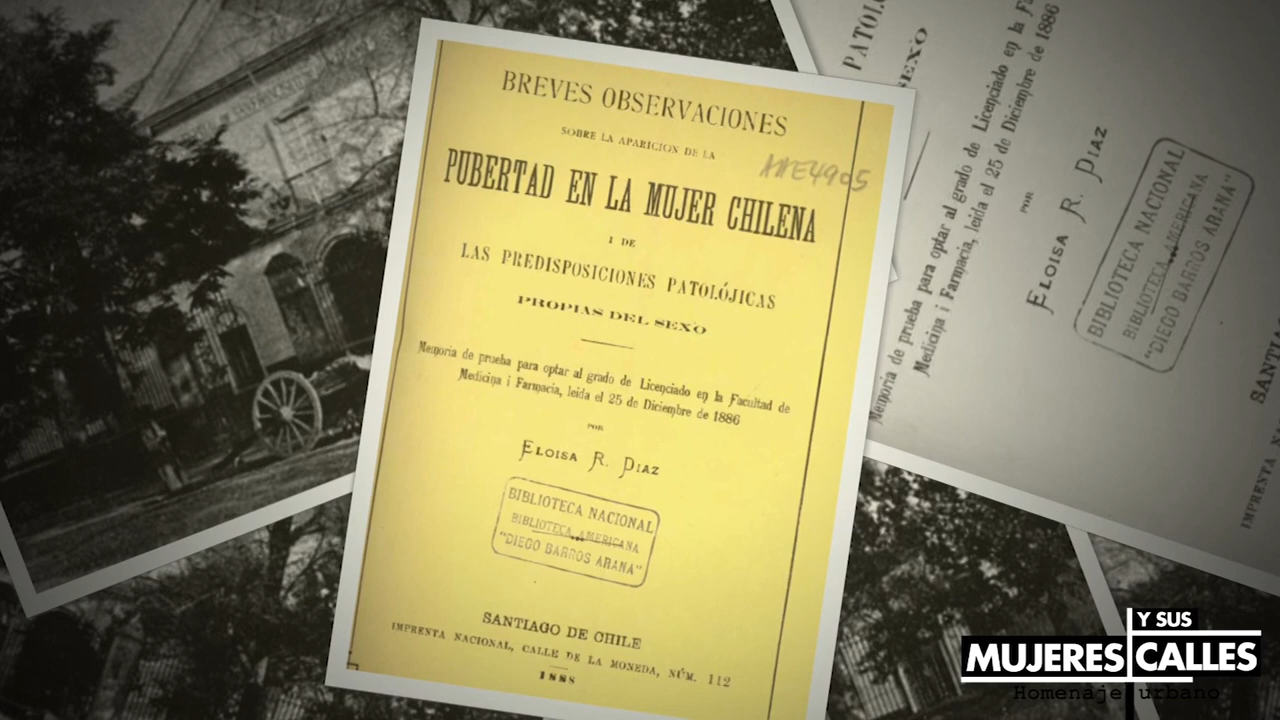 BREVES OBSERVACIONES
SOBRE LA APARICION DE LA
AAE4905
PUBERTAD EN LA MUJER CHILENA
I DE
LAS PREDISPOSICIONES PATOLÓJICAS
PROPIAS DEL SEXO
Memoria de prueba para optar al grado de Licenciado en la Facultad de
Medicina i Farmacia, leida el 25 de Diciembre de 1886
POR
ELOISA R. DIAZ
BIBLIOTECA NACIONAL
BIBLIOTECA AMERICANA
"DIEGO BARROS ARANA"
SANTIAGO DE CHILE
IMPRENTA NACIONAL, CALLE DE LA MONEDA, NÚM. 112
1888
PATOL
SEXO
Memoria de prueba para optar al grado de Licenciado en la F
Medicina i Farmacia, leida el 25 de Diciembre de 1886
POR
ELOISA R. DIAZ
BIBLIOTECA NACIONAL
BIBLIOTECA AMERICANA
"DIEGO BARROS ARANA"
SANTIA
IMPRENTA NACIONAL
MUJERES Y SUS CALLES
Homenaje urbano